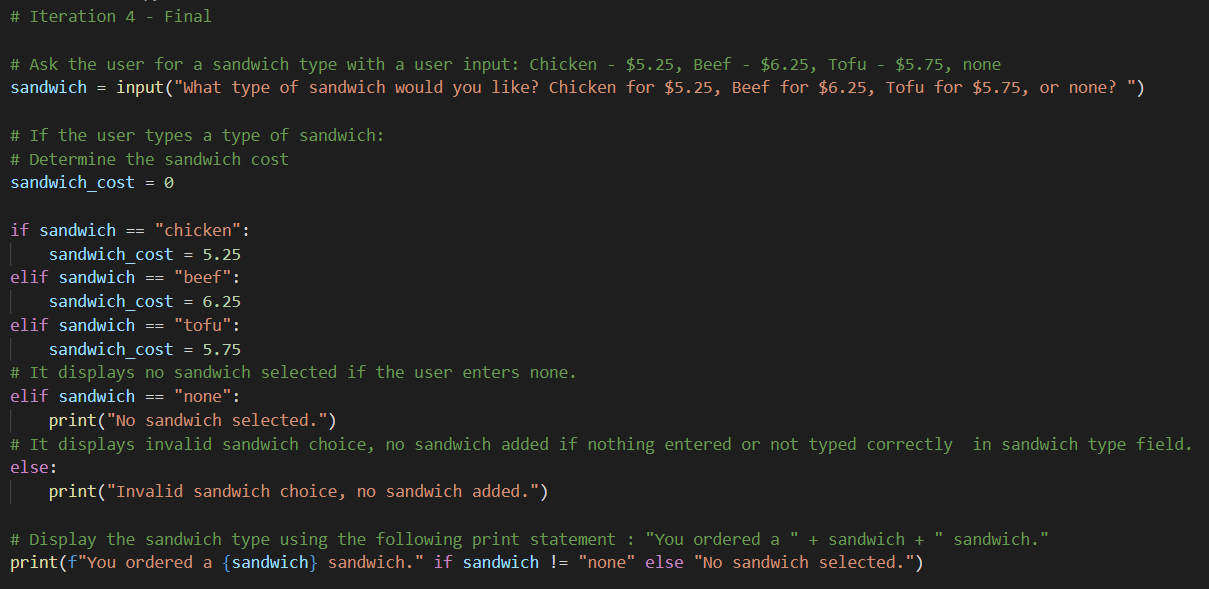 # Iteration 4 - Final
# Ask the user for a sandwich type with a user input: Chicken - $5.25, Beef - $6.25, Tofu - $5.75, none
sandwich = input("What type of sandwich would you like? Chicken for $5.25, Beef for $6.25, Tofu for $5.75, or none? ")
# If the user types a type of sandwich:
# Determine the sandwich cost
sandwich_cost = 0
if sandwich == "chicken":
    sandwich_cost = 5.25
elif sandwich == "beef":
    sandwich_cost = 6.25
elif sandwich == "tofu":
    sandwich_cost = 5.75
# It displays no sandwich selected if the user enters none.
elif sandwich == "none":
    print("No sandwich selected.")
# It displays invalid sandwich choice, no sandwich added if nothing entered or not typed correctly  in sandwich type field.
else:
    print("Invalid sandwich choice, no sandwich added.")
# Display the sandwich type using the following print statement : "You ordered a " + sandwich + " sandwich."
print(f"You ordered a {sandwich} sandwich." if sandwich != "none" else "No sandwich selected.")